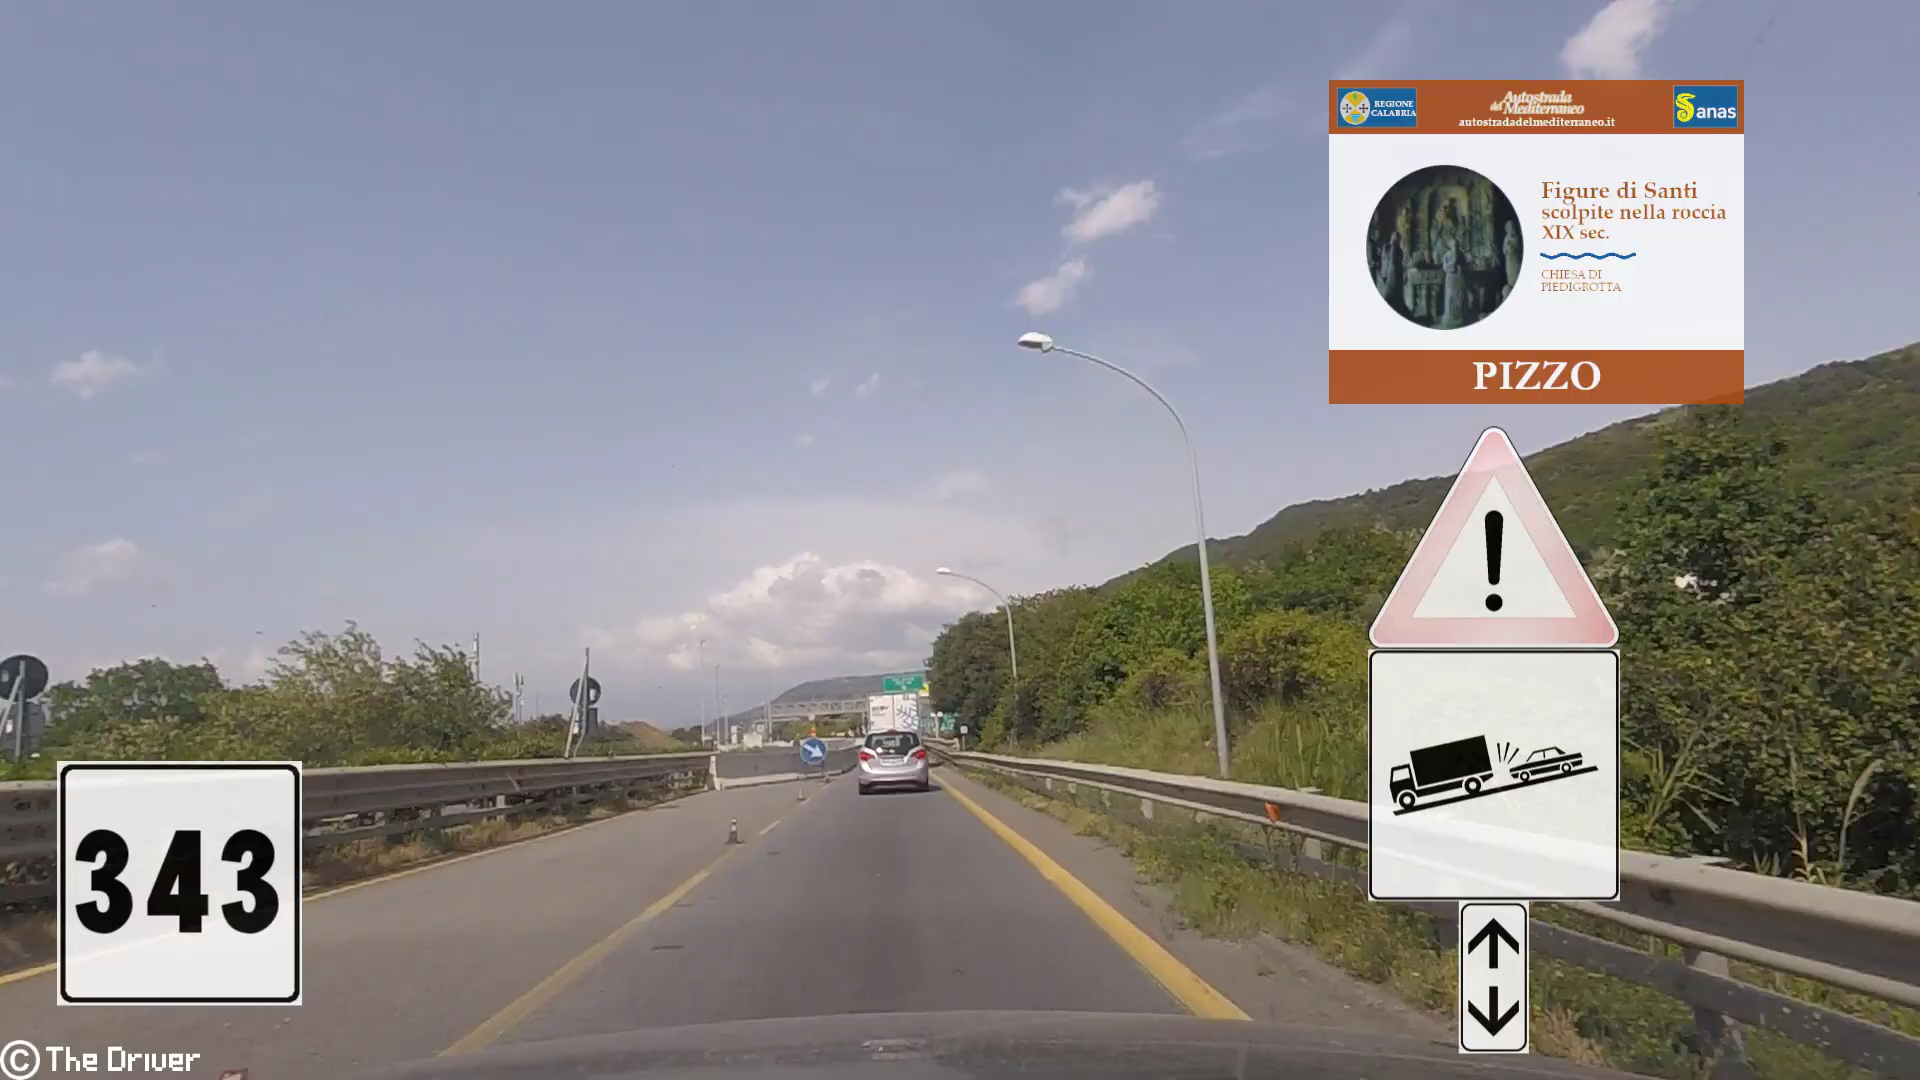 REGIONE
CALABRIA
Autostrada
del Mediterraneo
autostradadelmediterraneo.it
anas
Figure di Santi
scolpite nella roccia
XIX sec.
CHIESA DI
PIEDIGROTTA
PIZZO
!
343
© The Driver